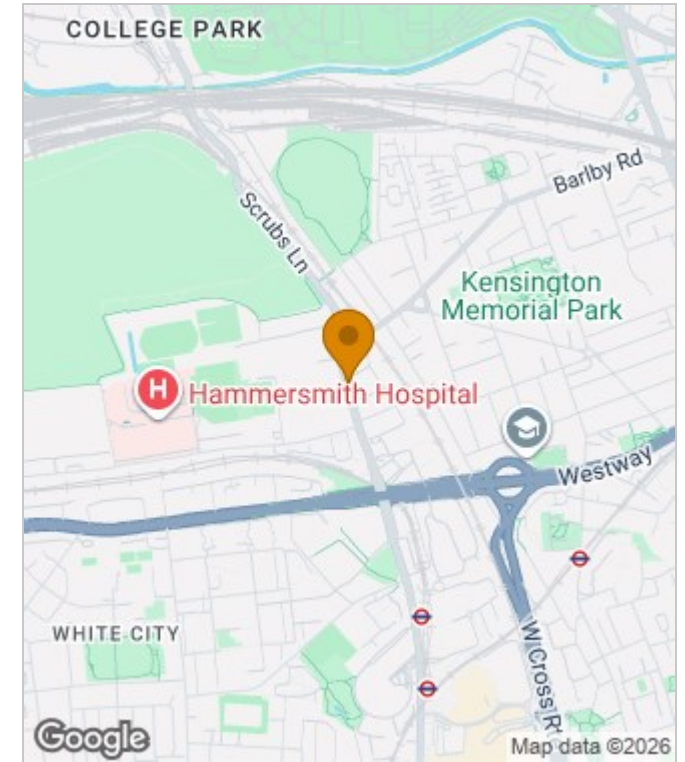 COLLEGE PARK
Barlby Rd
Scrubs Ln
Kensington
Memorial Park
H
Hammersmith Hospital
Westway
WHITE CITY
W Cross Rt
Google
Map data ©2026